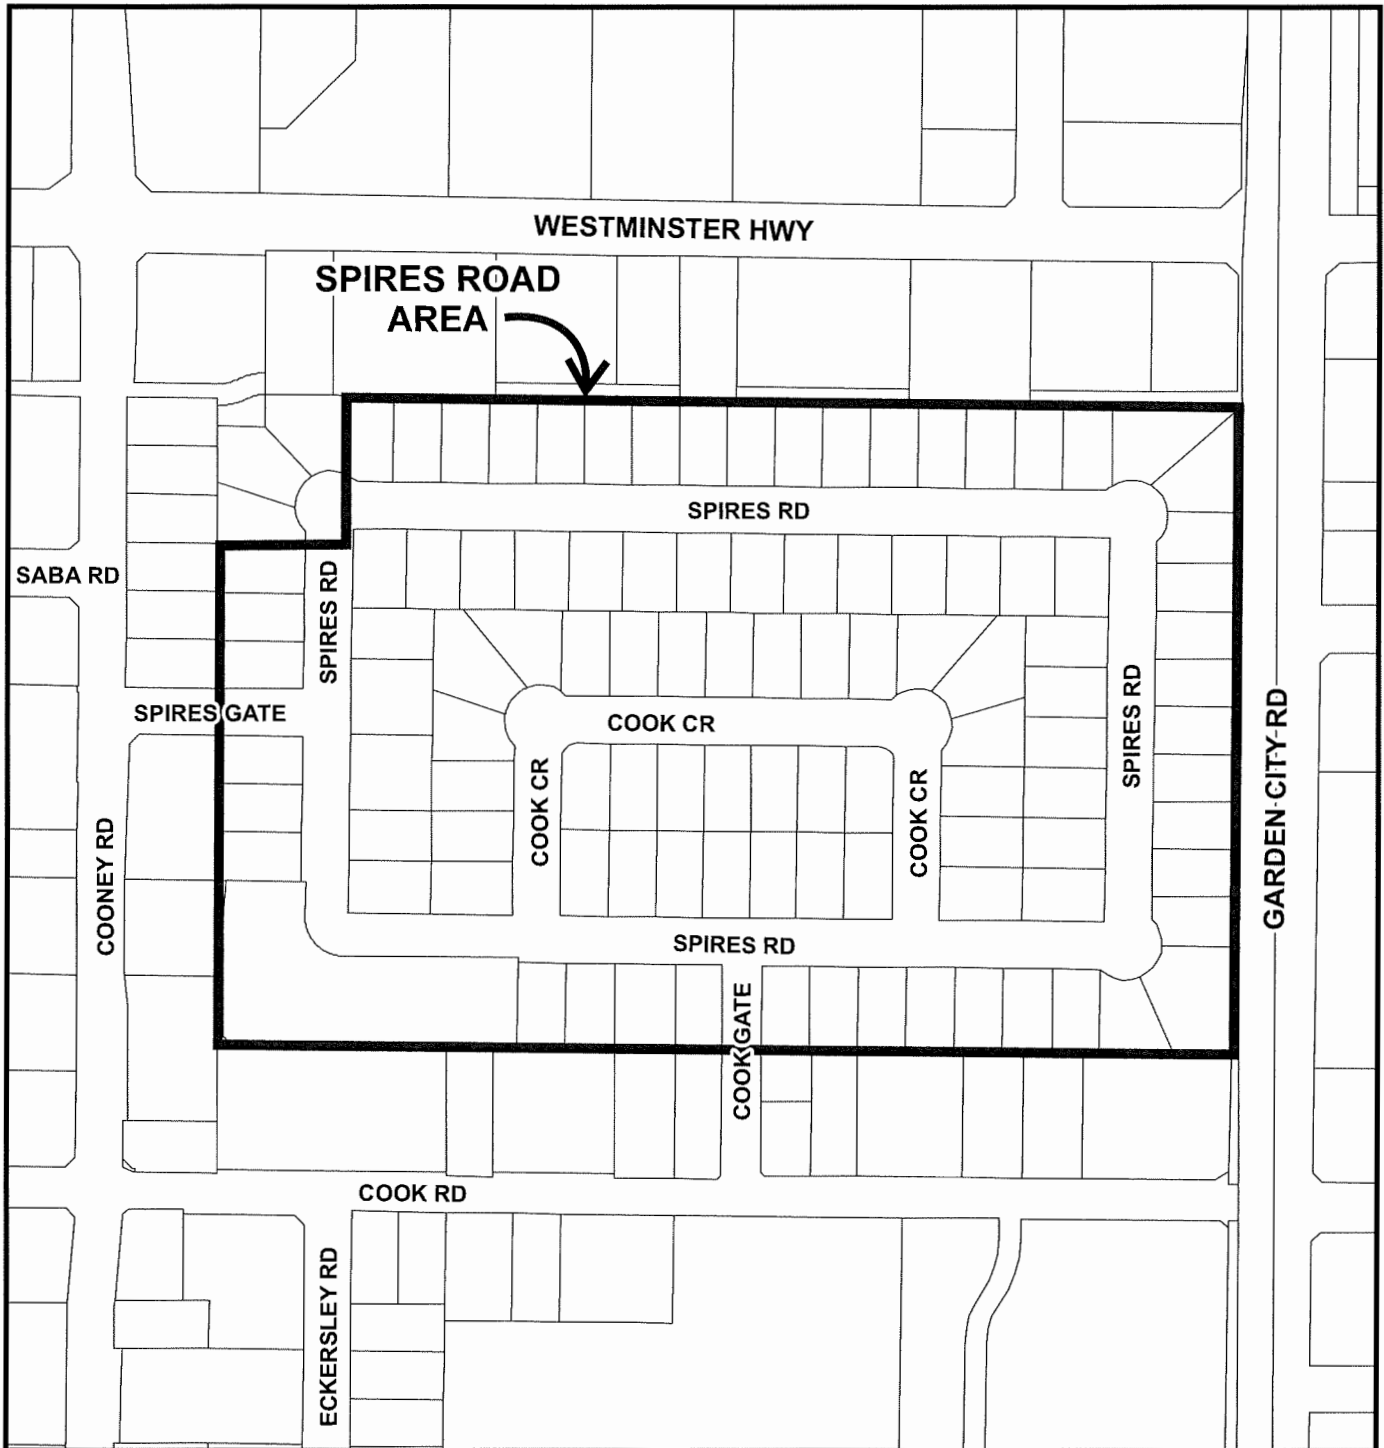 WESTMINSTER HWY
SPIRES ROAD
AREA
SPIRES RD
SABA RD
SPIRES RD
SPIRES RD
SPIRES GATE
COOK CR
COOK CR
COOK CR
GARDEN CITY RD
COONEY RD
SPIRES RD
COOK GATE
COOK RD
ECKERSLEY RD